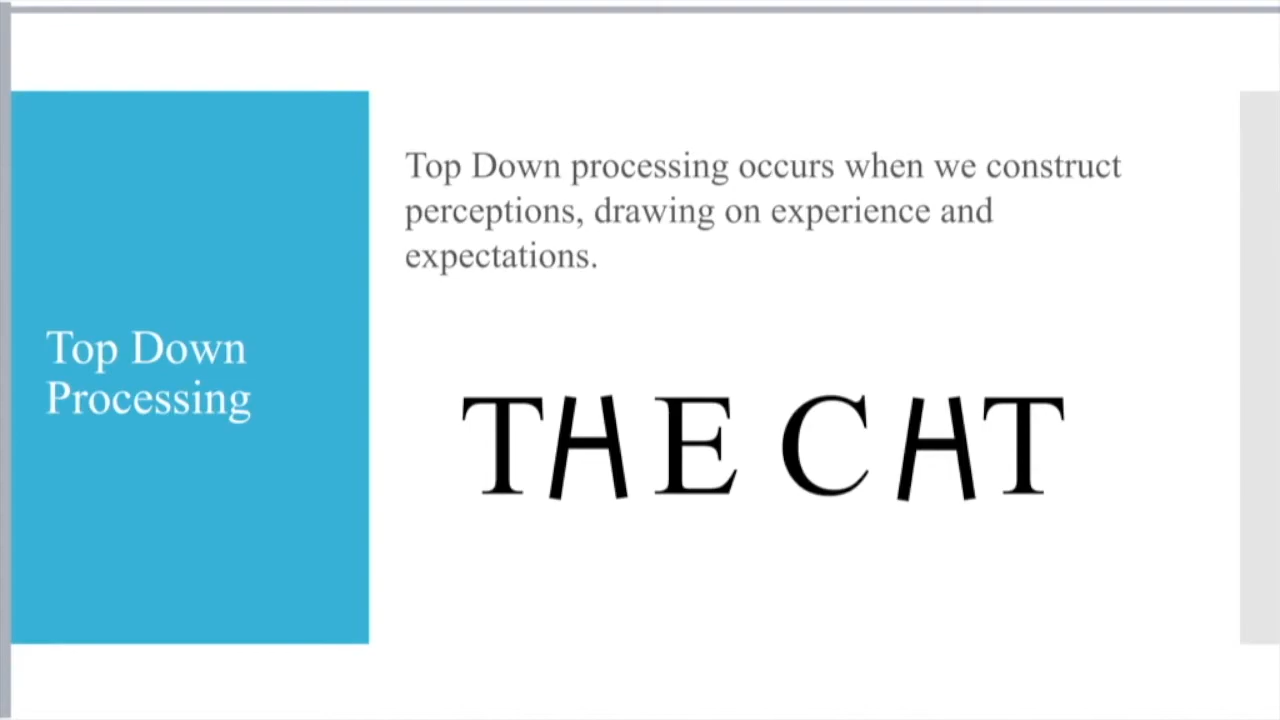 Top Down
Processing
Top Down processing occurs when we construct
perceptions, drawing on experience and
expectations.
THE CAT